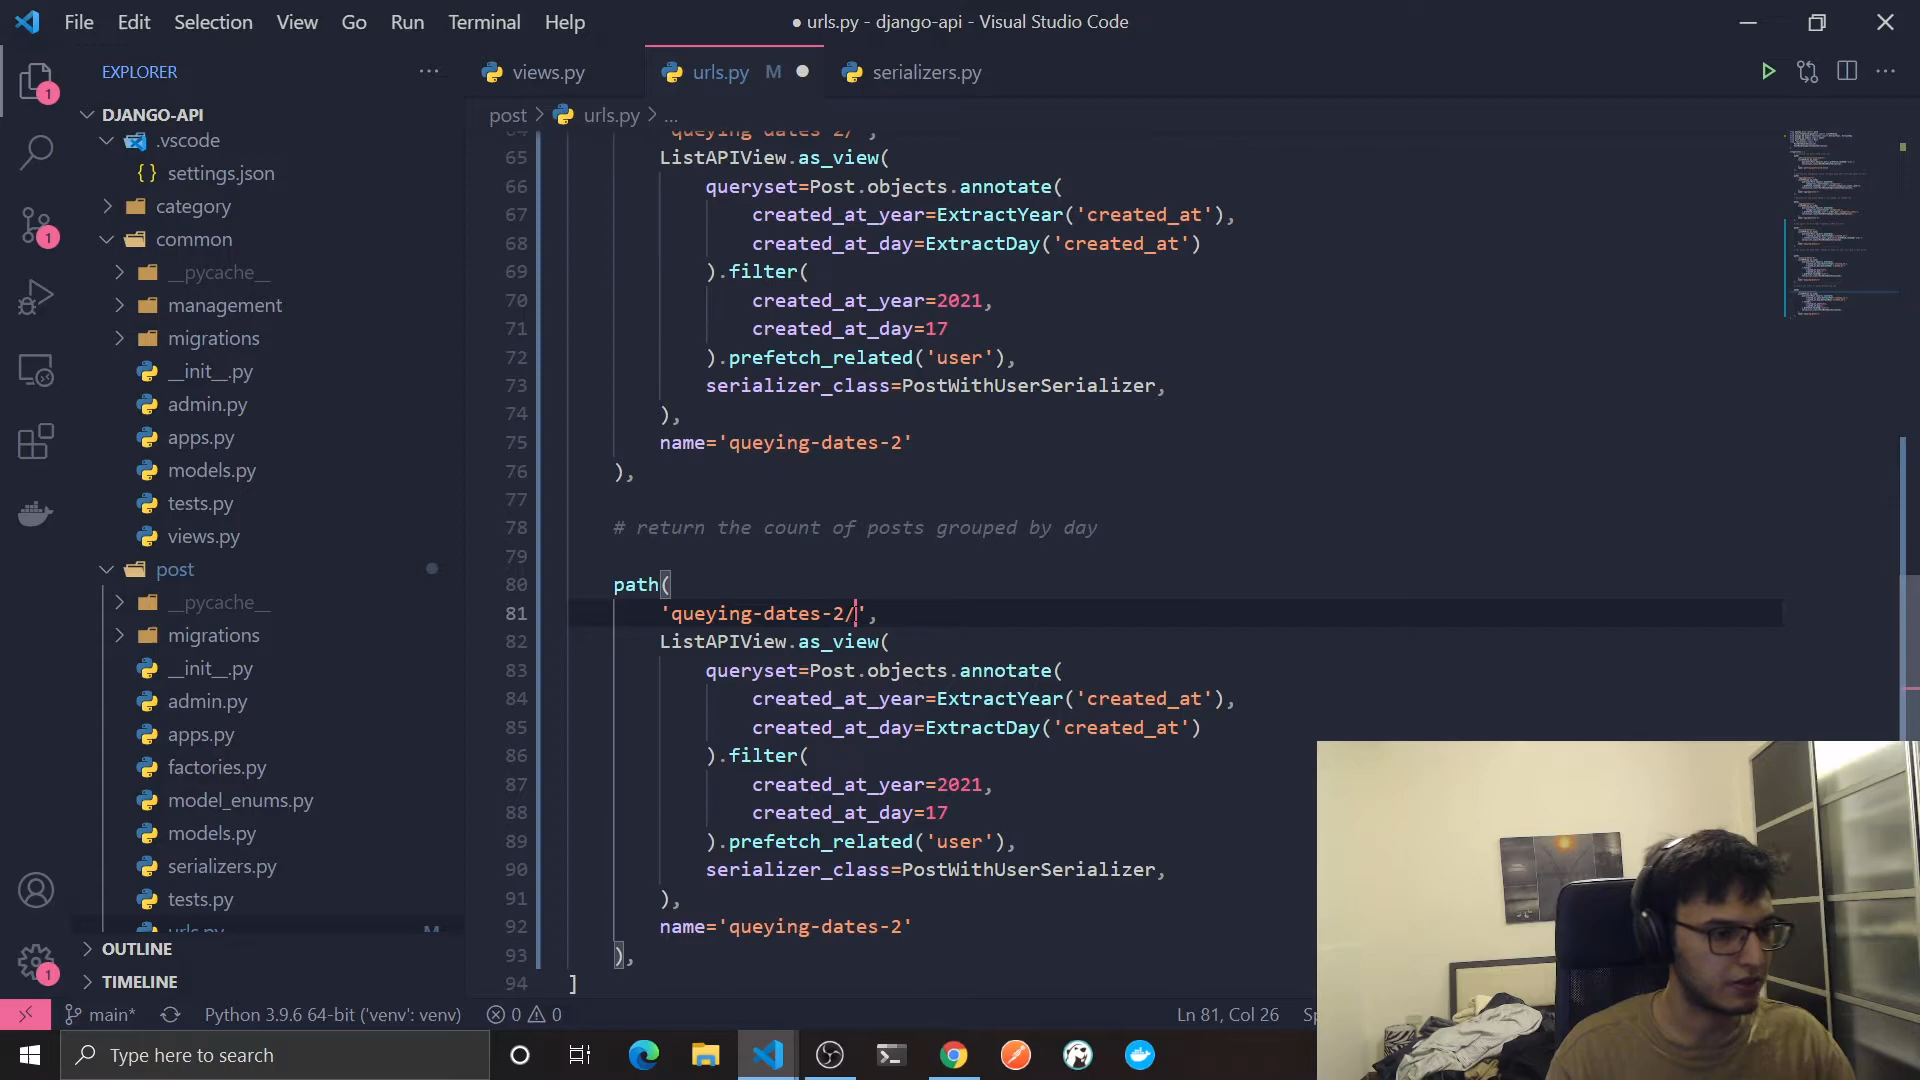 File Edit Selection View Go Run Terminal Help
● urls.py - django-api - Visual Studio Code
EXPLORER
views.py
urls.py M
serializers.py
DJANGO-API
.vscode
settings.json
category
common
__pycache__
management
migrations
__init__.py
admin.py
apps.py
models.py
tests.py
views.py
post
__pycache__
migrations
__init__.py
admin.py
apps.py
factories.py
model_enums.py
models.py
serializers.py
tests.py
urls.py M
OUTLINE
TIMELINE
post > urls.py > ...
64 'queying-dates-2/',
65 ListAPIView.as_view(
66 queryset=Post.objects.annotate(
67 created_at_year=ExtractYear('created_at'),
68 created_at_day=ExtractDay('created_at')
69 ).filter(
70 created_at_year=2021,
71 created_at_day=17
72 ).prefetch_related('user'),
73 serializer_class=PostWithUserSerializer,
74 ),
75 name='queying-dates-2'
76 ),
77
78 # return the count of posts grouped by day
79
80 path(
81 'queying-dates-2/',
82 ListAPIView.as_view(
83 queryset=Post.objects.annotate(
84 created_at_year=ExtractYear('created_at'),
85 created_at_day=ExtractDay('created_at')
86 ).filter(
87 created_at_year=2021,
88 created_at_day=17
89 ).prefetch_related('user'),
90 serializer_class=PostWithUserSerializer,
91 ),
92 name='queying-dates-2'
93 ),
94 ]
1
1
1
main* Python 3.9.6 64-bit ('venv': venv) 0 0 Ln 81, Col 26
Type here to search